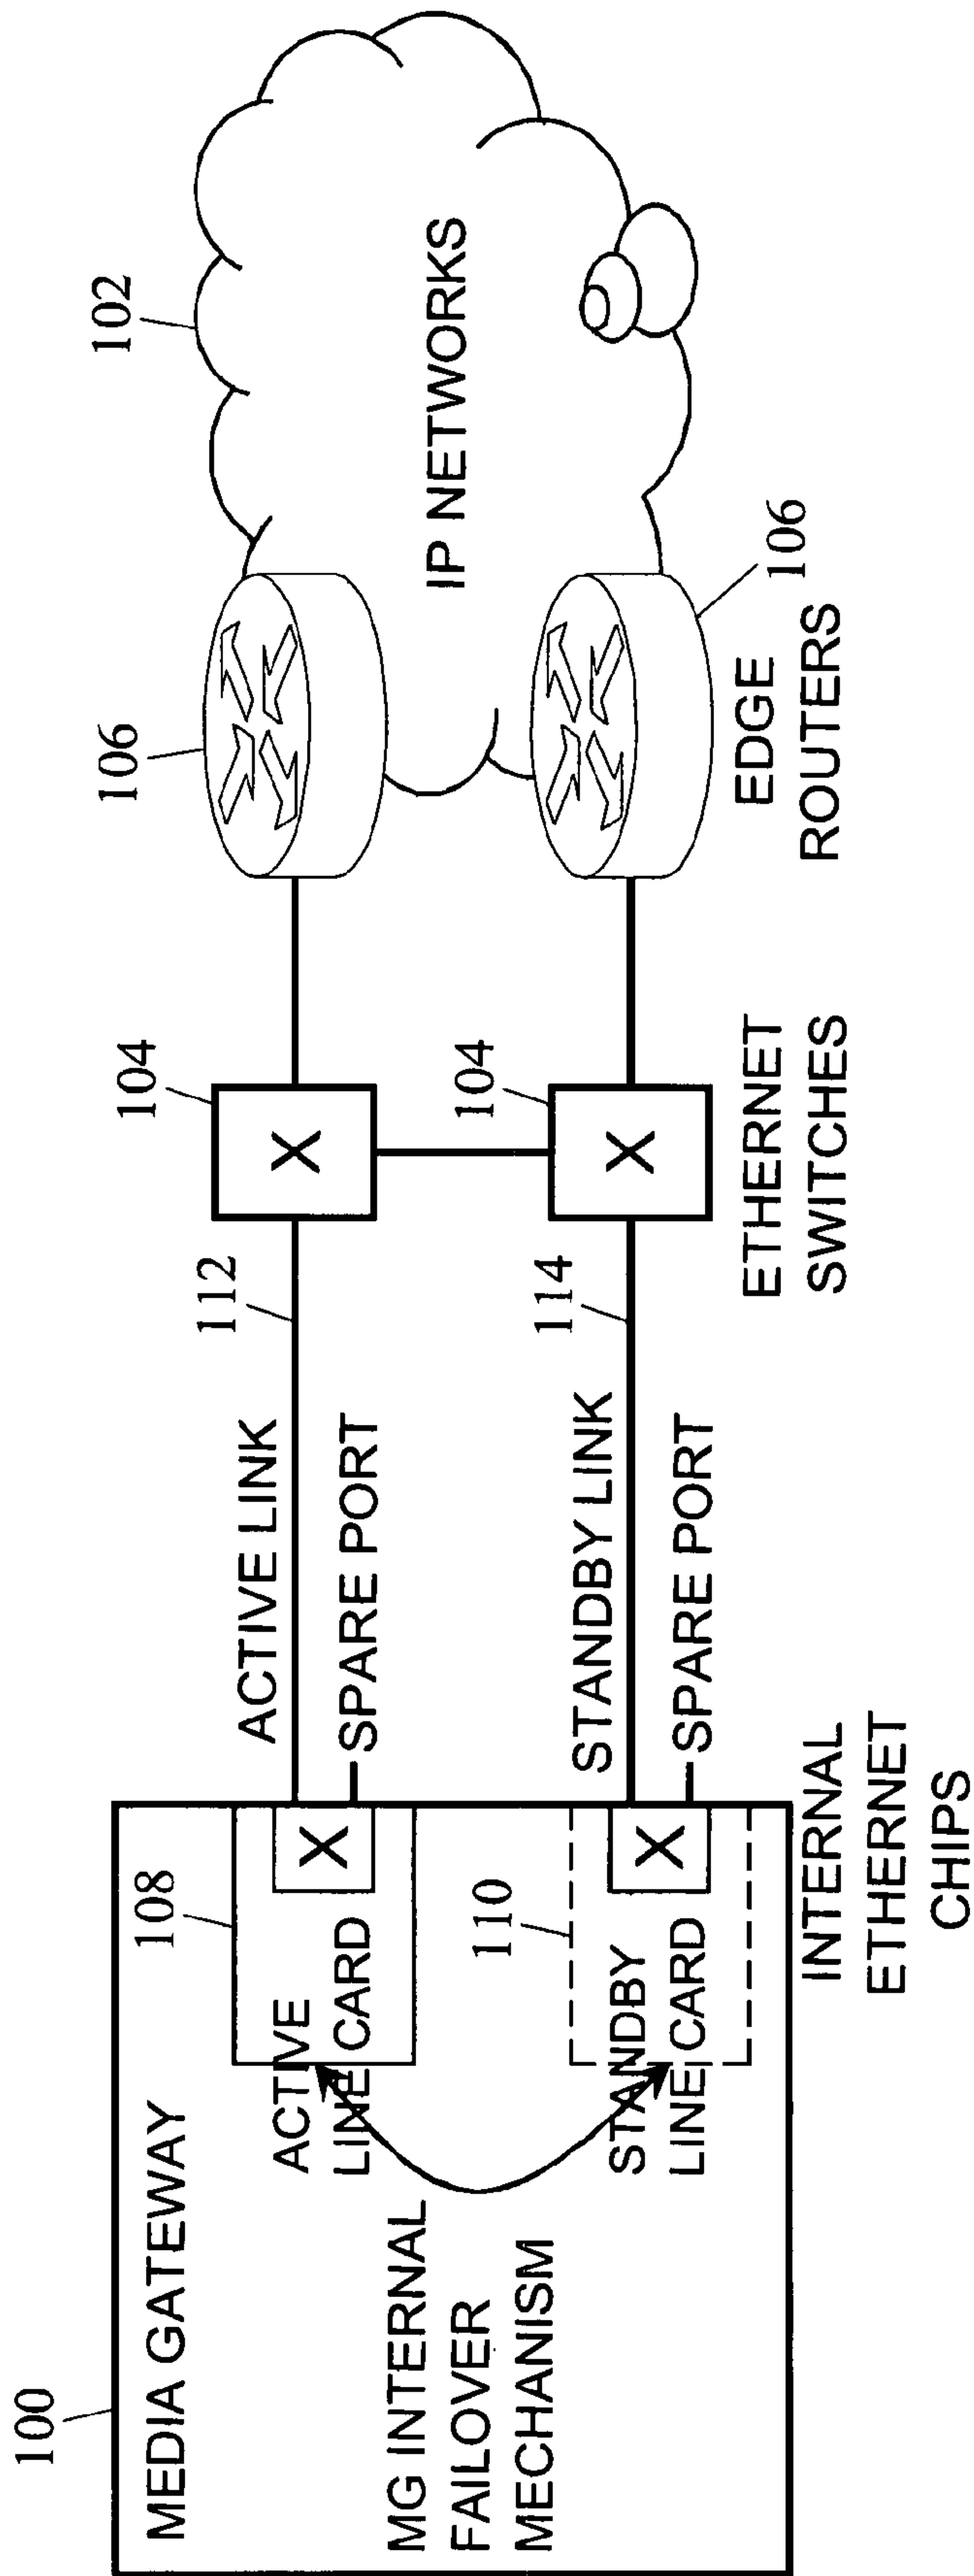 100
MEDIA GATEWAY
MG INTERNAL
FAILOVER
MECHANISM
108
ACTIVE
LINE CARD
X
110
STANDBY
LINE CARD
X
INTERNAL
ETHERNET
CHIPS
ACTIVE LINK
SPARE PORT
112
STANDBY LINK
SPARE PORT
114
104
X
104
X
ETHERNET
SWITCHES
106
106
EDGE
ROUTERS
102
IP NETWORKS